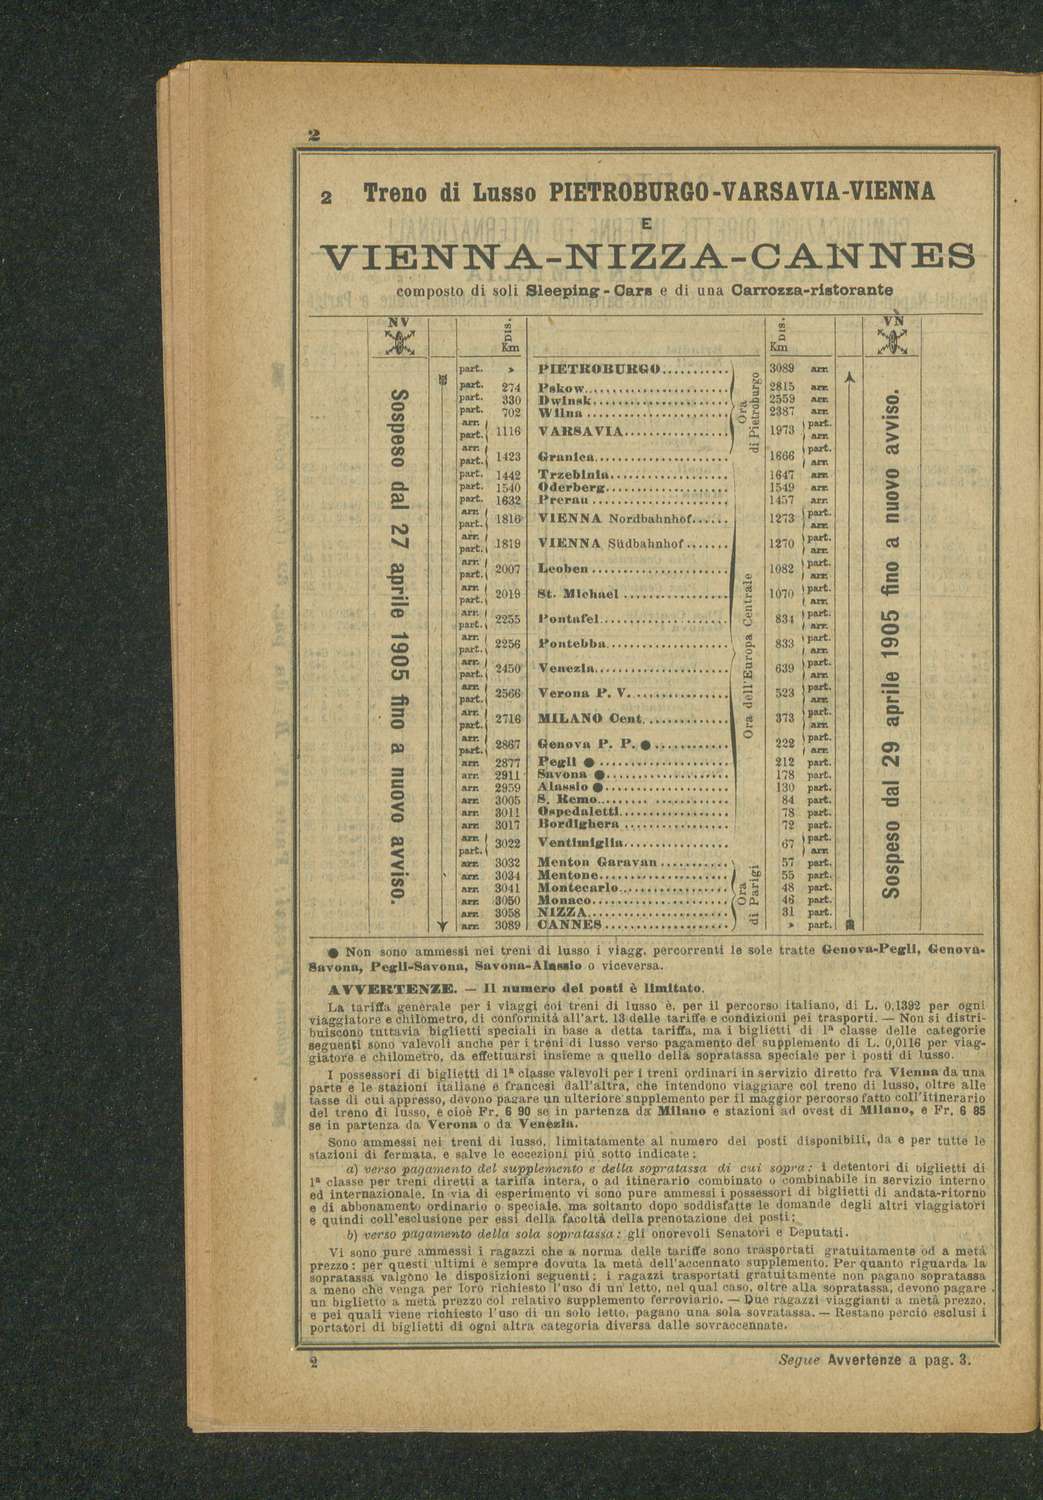 2
2 Treno di Lusso PIETROBURGO-VARSAVIA-VIENNA
E
VIENNA-NIZZA-CANNES
composto di soli Sleeping-Cars e di una Carrozza-ristorante
NV Dis. Km Dis. Km VN
Sospeso dal 27 aprile 1905 fino a nuovo avviso.
part. » PIETROBURGO 3089 arr.
part. 274 Pskow 2815 arr.
part. 330 Dwinsk 2559 arr.
part. 702 Wilna 2387 arr.
arr. part. 1116 VARSAVIA 1973 part. arr.
arr. part. 1423 Granica 1666 part. arr.
part. 1442 Trzebinia 1647 arr.
part. 1540 Oderberg 1549 arr.
part. 1632 Prerau 1457 arr.
arr. part. 1816 VIENNA Nordbahnhof 1273 part. arr.
arr. part. 1819 VIENNA Südbahnhof 1270 part. arr.
arr. part. 2007 Leoben 1082 part. arr.
arr. part. 2019 St. Michael 1070 part. arr.
arr. part. 2255 Pontafel 834 part. arr.
arr. part. 2256 Pontebba 833 part. arr.
arr. part. 2450 Venezia 639 part. arr.
arr. part. 2566 Verona P. V. 523 part. arr.
arr. part. 2716 MILANO Cent. 373 part. arr.
arr. part. 2867 Genova P. P. ● 222 part. arr.
arr. 2877 Pegli ● 212 part.
arr. 2911 Savona ● 178 part.
arr. 2959 Alassio ● 130 part.
arr. 3005 S. Remo 84 part.
arr. 3011 Ospedaletti 78 part.
arr. 3017 Bordighera 72 part.
arr. part. 3022 Ventimiglia 67 part. arr.
arr. 3032 Menton Garavan 57 part.
arr. 3034 Mentone 55 part.
arr. 3041 Montecarlo 48 part.
arr. 3050 Monaco 46 part.
arr. 3058 NIZZA 31 part.
arr. 3089 CANNES » part.
Ora di Pietroburgo
Ora dell'Europa Centrale
Ora di Parigi
Sospeso dal 29 aprile 1905 fino a nuovo avviso.
● Non sono ammessi nei treni di lusso i viagg. percorrenti le sole tratte Genova-Pegli, Genova-
Savona, Pegli-Savona, Savona-Alassio o viceversa.
AVVERTENZE. — Il numero dei posti è limitato.
La tariffa generale per i viaggi coi treni di lusso è, per il percorso italiano, di L. 0,1392 per ogni
viaggiatore e chilometro, di conformità all'art. 13 delle tariffe e condizioni pei trasporti. — Non si distri-
buiscono tuttavia biglietti speciali in base a detta tariffa, ma i biglietti di 1ª classe delle categorie
seguenti sono valevoli anche per i treni di lusso verso pagamento del supplemento di L. 0,0116 per viag-
giatore e chilometro, da effettuarsi insieme a quello della sopratassa speciale per i posti di lusso.
I possessori di biglietti di 1ª classe valevoli per i treni ordinari in servizio diretto fra Vienna da una
parte e le stazioni italiane e francesi dall'altra, che intendono viaggiare col treno di lusso, oltre alle
tasse di cui appresso, devono pagare un ulteriore supplemento per il maggior percorso fatto coll'itinerario
del treno di lusso, e cioè Fr. 6 90 se in partenza da Milano e stazioni ad ovest di Milano, e Fr. 6 85
se in partenza da Verona o da Venezia.
Sono ammessi nei treni di lusso, limitatamente al numero dei posti disponibili, da e per tutte le
stazioni di fermata, e salve le eccezioni più sotto indicate:
a) verso pagamento del supplemento e della sopratassa di cui sopra: i detentori di biglietti di
1ª classe per treni diretti a tariffa intera, o ad itinerario combinato o combinabile in servizio interno
ed internazionale. In via di esperimento vi sono pure ammessi i possessori di biglietti di andata-ritorno
e di abbonamento ordinario o speciale, ma soltanto dopo soddisfatte le domande degli altri viaggiatori
e quindi coll'esclusione per essi della facoltà della prenotazione dei posti;
b) verso pagamento della sola sopratassa: gli onorevoli Senatori e Deputati.
Vi sono pure ammessi i ragazzi che a norma delle tariffe sono trasportati gratuitamente od a metà
prezzo; per questi ultimi è sempre dovuta la metà dell'accennato supplemento. Per quanto riguarda la
sopratassa valgono le disposizioni seguenti: i ragazzi trasportati gratuitamente non pagano sopratassa
a meno che venga per loro richiesto l'uso di un letto, nel qual caso, oltre alla sopratassa, devono pagare
un biglietto a metà prezzo col relativo supplemento ferroviario. — Due ragazzi viaggianti a metà prezzo,
e pei quali viene richiesto l'uso di un solo letto, pagano una sola sovratassa. — Restano perciò esclusi i
portatori di biglietti di ogni altra categoria diversa dalle sovraccennate.
2 Segue Avvertenze a pag. 3.